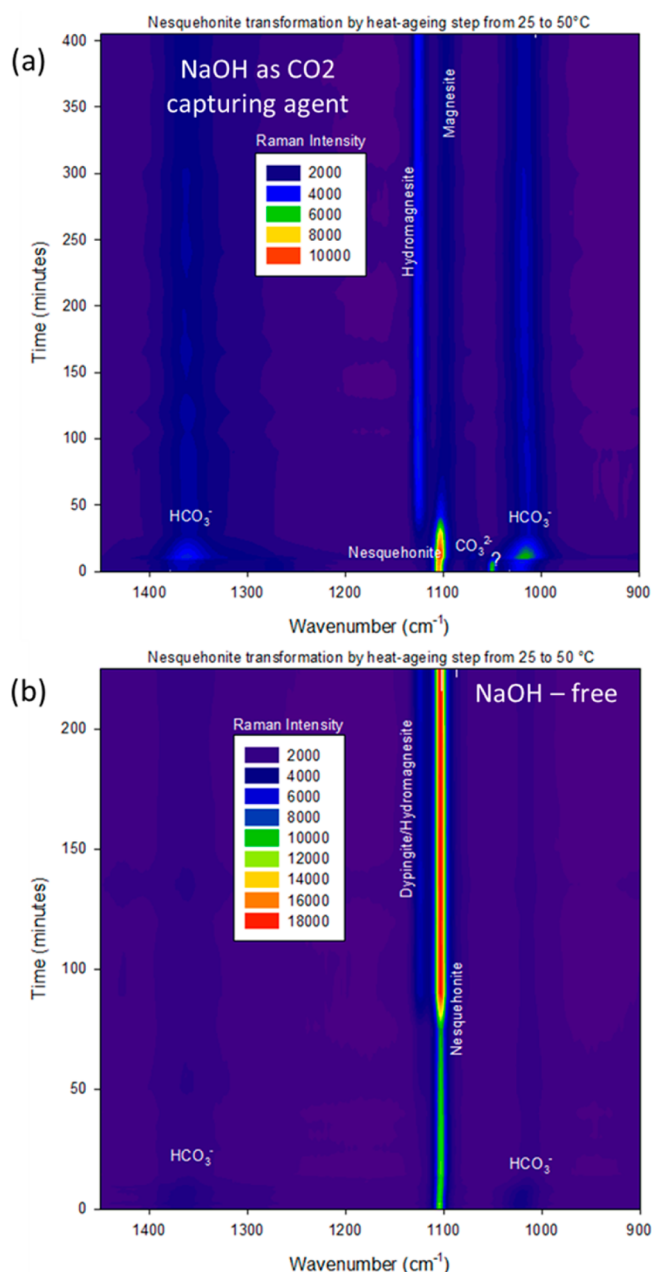 Nesquehonite transformation by heat-ageing step from 25 to 50°C
(a)
NaOH as CO2
capturing agent
Raman Intensity
2000
4000
6000
8000
10000
Hydromagnesite
Magnesite
400
350
300
250
200
150
100
50
0
Time (minutes)
HCO₃⁻
Nesquehonite
CO₃²⁻
?
HCO₃⁻
1400 1300 1200 1100 1000 900
Wavenumber (cm⁻¹)
Nesquehonite transformation by heat-ageing step from 25 to 50 °C
(b)
NaOH – free
Raman Intensity
2000
4000
6000
8000
10000
12000
14000
16000
18000
Dypingite/Hydromagnesite
Nesquehonite
200
150
100
50
0
Time (minutes)
HCO₃⁻
HCO₃⁻
1400 1300 1200 1100 1000 900
Wavenumber (cm⁻¹)